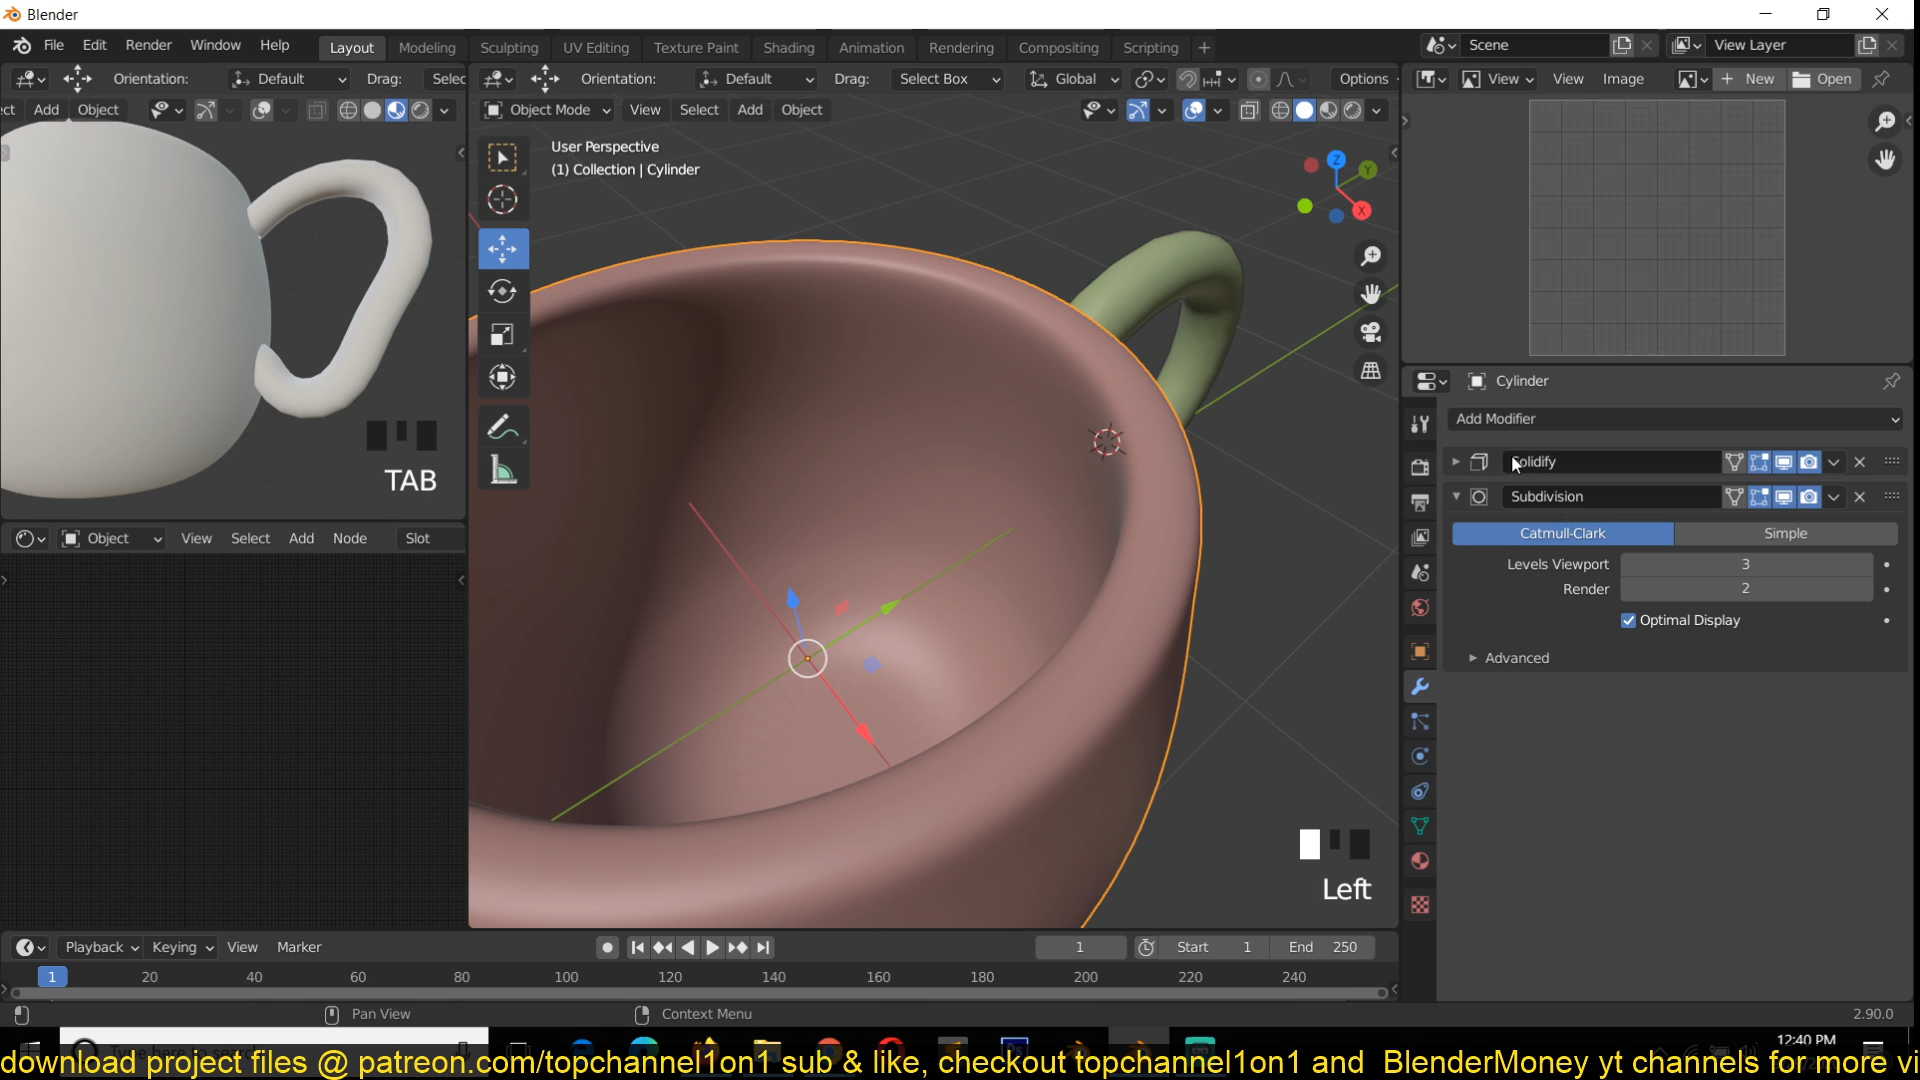 Blender
File Edit Render Window Help Layout Modeling Sculpting UV Editing Texture Paint Shading Animation Rendering Compositing Scripting + Scene View Layer
Orientation: Default Drag: Selec Orientation: Default Drag: Select Box Global Options View View Image + New Open
ect Add Object Object Mode View Select Add Object
User Perspective
(1) Collection | Cylinder
Z
Y
X
TAB
Object View Select Add Node Slot
Cylinder
Add Modifier
Solidify
Subdivision
Catmull-Clark Simple
Levels Viewport 3
Render 2
Optimal Display
Advanced
Left
Playback Keying View Marker 1 Start 1 End 250
1 20 40 60 80 100 120 140 160 180 200 220 240
Pan View Context Menu 2.90.0
12:40 PM
download project files @ patreon.com/topchannel1on1 sub & like, checkout topchannel1on1 and BlenderMoney yt channels for more vi